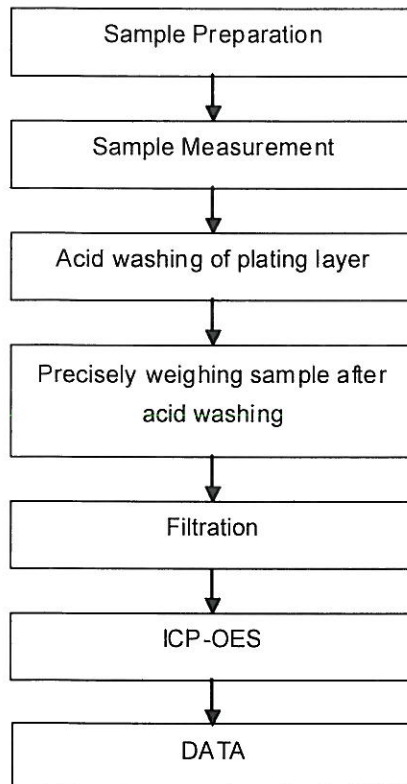 Sample Preparation
Sample Measurement
Acid washing of plating layer
Precisely weighing sample after
acid washing
Filtration
ICP-OES
DATA